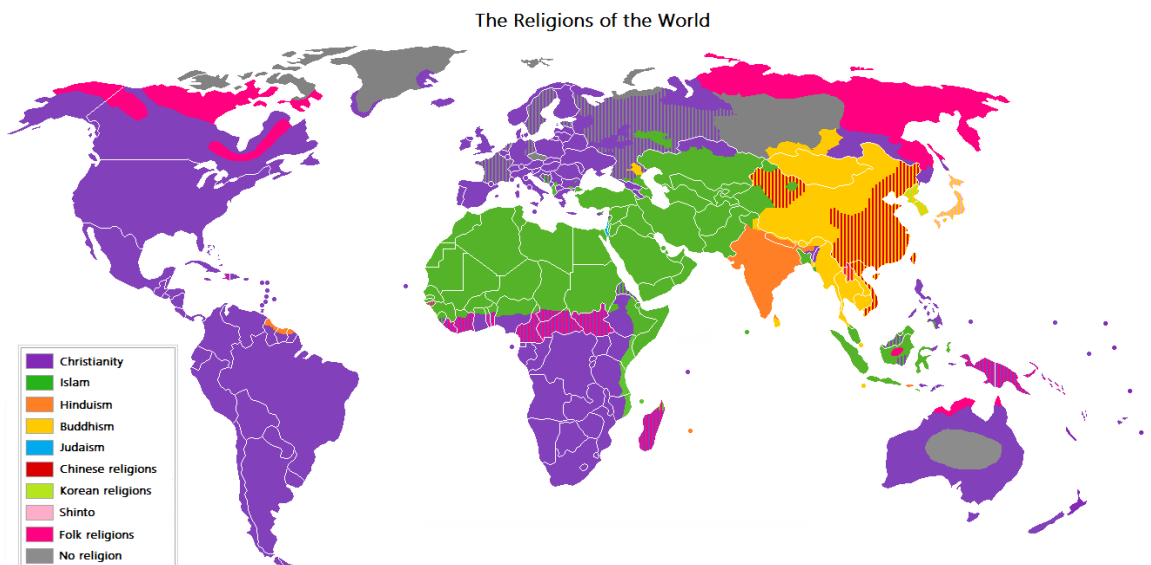 The Religions of the World
Christianity
Islam
Hinduism
Buddhism
Judaism
Chinese religions
Korean religions
Shinto
Folk religions
No religion